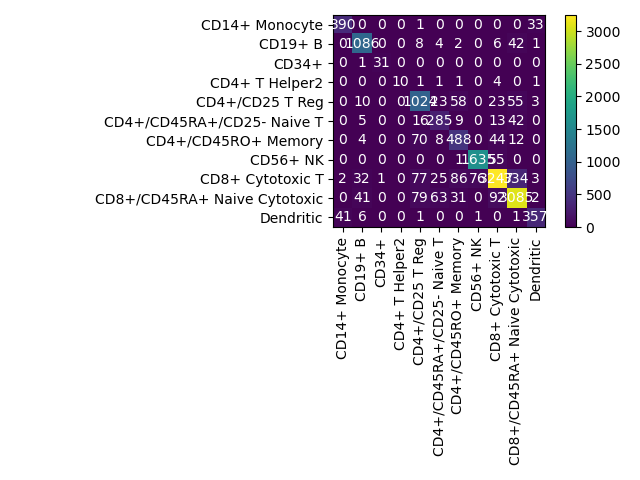 CD14+ Monocyte 390 0 0 0 1 0 0 0 0 0 33
CD19+ B 0 1086 0 0 8 4 2 0 6 42 1
CD34+ 0 1 31 0 0 0 0 0 0 0 0
CD4+ T Helper2 0 0 0 10 1 1 1 0 4 0 1
CD4+/CD25 T Reg 0 10 0 0 1024 23 58 0 23 55 3
CD4+/CD45RA+/CD25- Naive T 0 5 0 0 16 285 9 0 13 42 0
CD4+/CD45RO+ Memory 0 4 0 0 70 8 488 0 44 12 0
CD56+ NK 0 0 0 0 0 0 1 1635 55 0 0
CD8+ Cytotoxic T 2 32 1 0 77 25 86 76 3247 734 3
CD8+/CD45RA+ Naive Cytotoxic 0 41 0 0 79 63 31 0 92 3085 2
Dendritic 41 6 0 0 1 0 0 1 0 13 357
CD14+ Monocyte
CD19+ B
CD34+
CD4+ T Helper2
CD4+/CD25 T Reg
CD4+/CD45RA+/CD25- Naive T
CD4+/CD45RO+ Memory
CD56+ NK
CD8+ Cytotoxic T
CD8+/CD45RA+ Naive Cytotoxic
Dendritic
3000
2500
2000
1500
1000
500
0